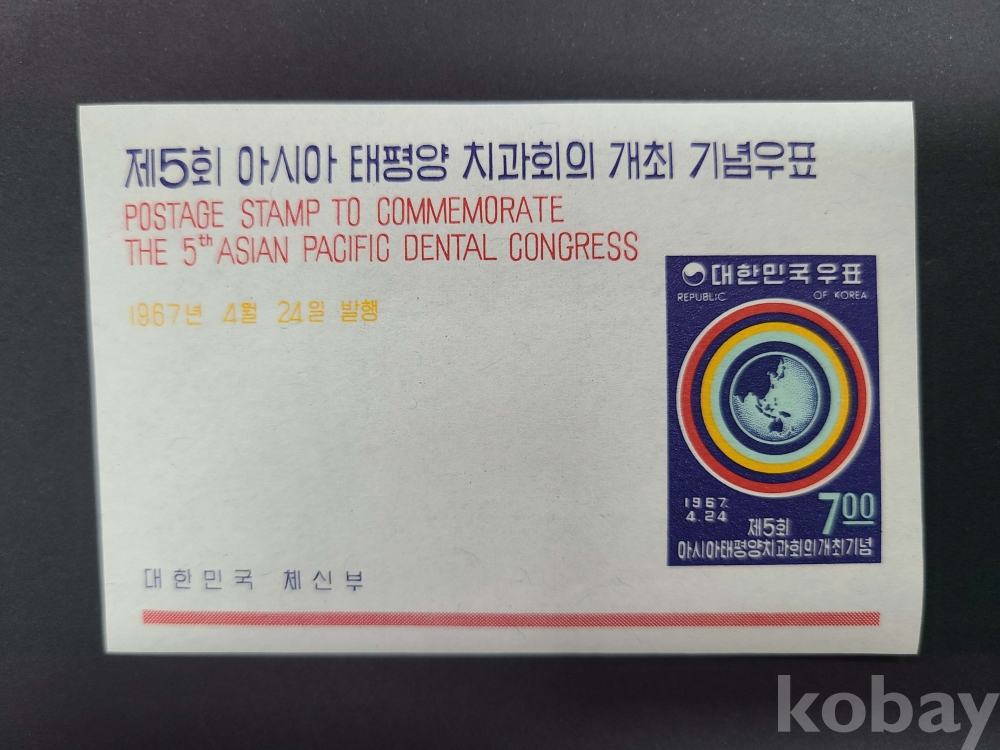 제5회 아시아 태평양 치과회의 개최 기념우표
POSTAGE STAMP TO COMMEMORATE
THE 5th ASIAN PACIFIC DENTAL CONGRESS
1967년 4월 24일 발행
대한민국우표
REPUBLIC OF KOREA
1967.
4.24
700
제5회
아시아태평양치과회의개최기념
대한민국 체신부
kobay